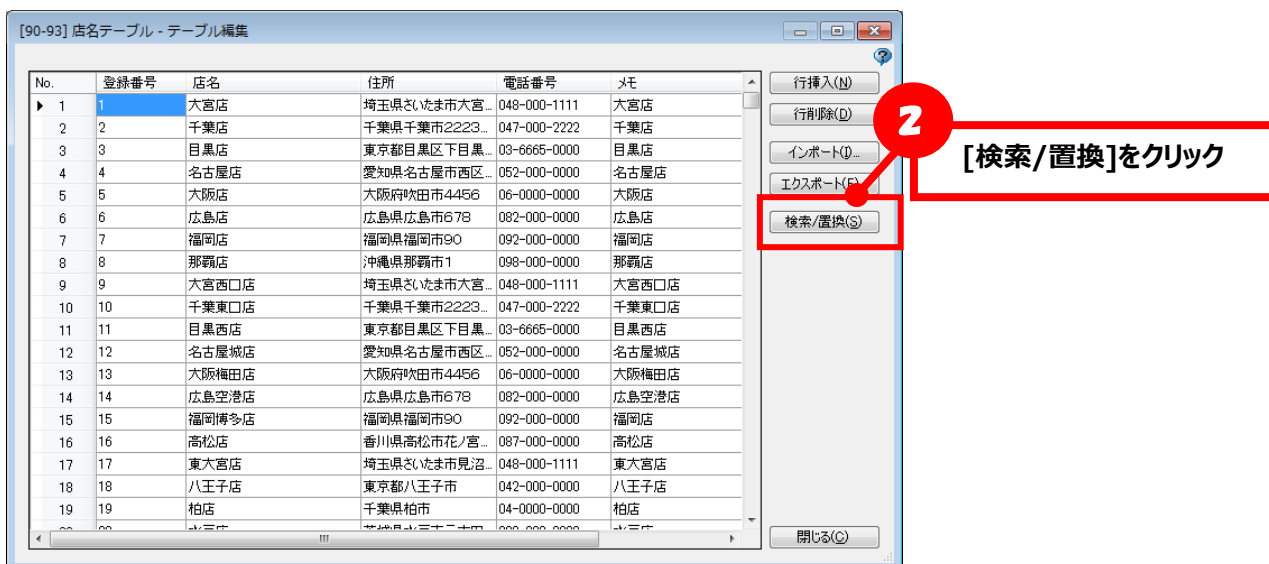 [90-93] 店名テーブル - テーブル編集
No. 登録番号 店名 住所 電話番号 メモ
1 1 大宮店 埼玉県さいたま市大宮... 048-000-1111 大宮店
2 2 千葉店 千葉県千葉市2223... 047-000-2222 千葉店
3 3 目黒店 東京都目黒区下目黒... 03-6665-0000 目黒店
4 4 名古屋店 愛知県名古屋市西区... 052-000-0000 名古屋店
5 5 大阪店 大阪府吹田市4456 06-0000-0000 大阪店
6 6 広島店 広島県広島市678 082-000-0000 広島店
7 7 福岡店 福岡県福岡市90 092-000-0000 福岡店
8 8 那覇店 沖縄県那覇市1 098-000-0000 那覇店
9 9 大宮西口店 埼玉県さいたま市大宮... 048-000-1111 大宮西口店
10 10 千葉東口店 千葉県千葉市2223... 047-000-2222 千葉東口店
11 11 目黒西店 東京都目黒区下目黒... 03-6665-0000 目黒西店
12 12 名古屋城店 愛知県名古屋市西区... 052-000-0000 名古屋城店
13 13 大阪梅田店 大阪府吹田市4456 06-0000-0000 大阪梅田店
14 14 広島空港店 広島県広島市678 082-000-0000 広島空港店
15 15 福岡博多店 福岡県福岡市90 092-000-0000 福岡店
16 16 高松店 香川県高松市花ノ宮... 087-000-0000 高松店
17 17 東大宮店 埼玉県さいたま市見沼... 048-000-1111 東大宮店
18 18 八王子店 東京都八王子市 042-000-0000 八王子店
19 19 柏店 千葉県柏市 04-0000-0000 柏店
行挿入(N)
行削除(D)
インポート(I)...
エクスポート(E)...
検索/置換(S)
閉じる(C)
2
[検索/置換]をクリック